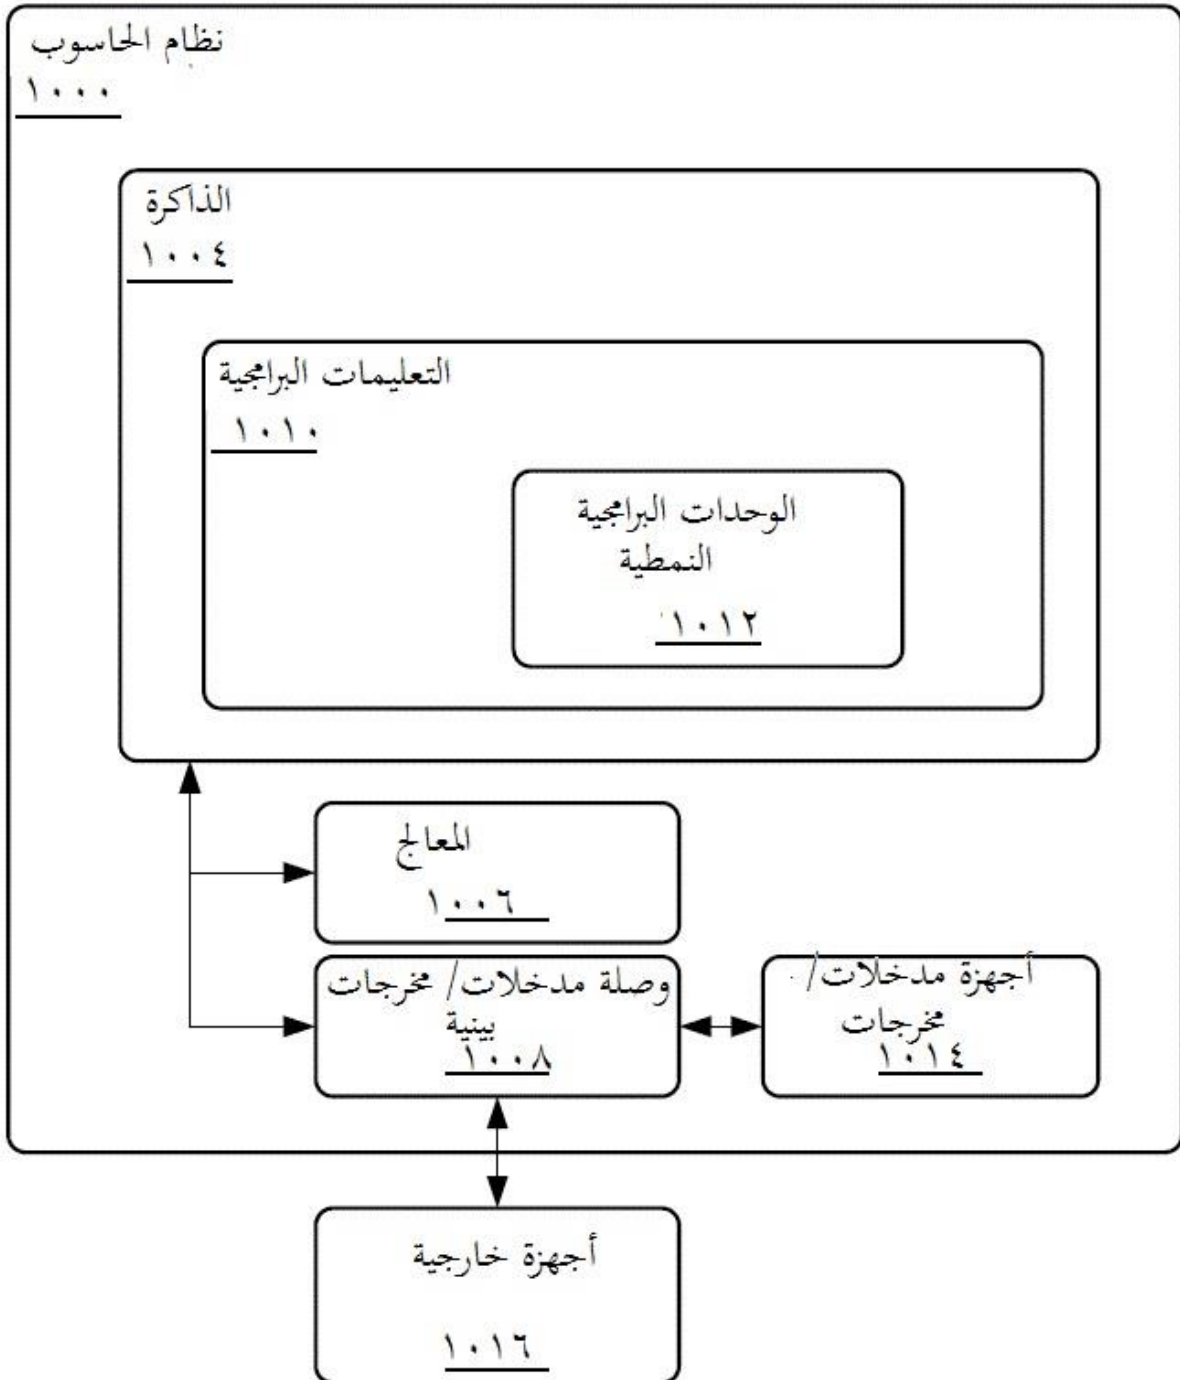 نظام الحاسوب
١٠٠٠
الذاكرة
١٠٠٤
التعليمات البرامجية
١٠١٠
الوحدات البرامجية
النمطية
١٠١٢
المعالج
١٠٠٦
وصلة مدخلات/ مخرجات
بينية
١٠٠٨
أجهزة مدخلات/
مخرجات
١٠١٤
أجهزة خارجية
١٠١٦